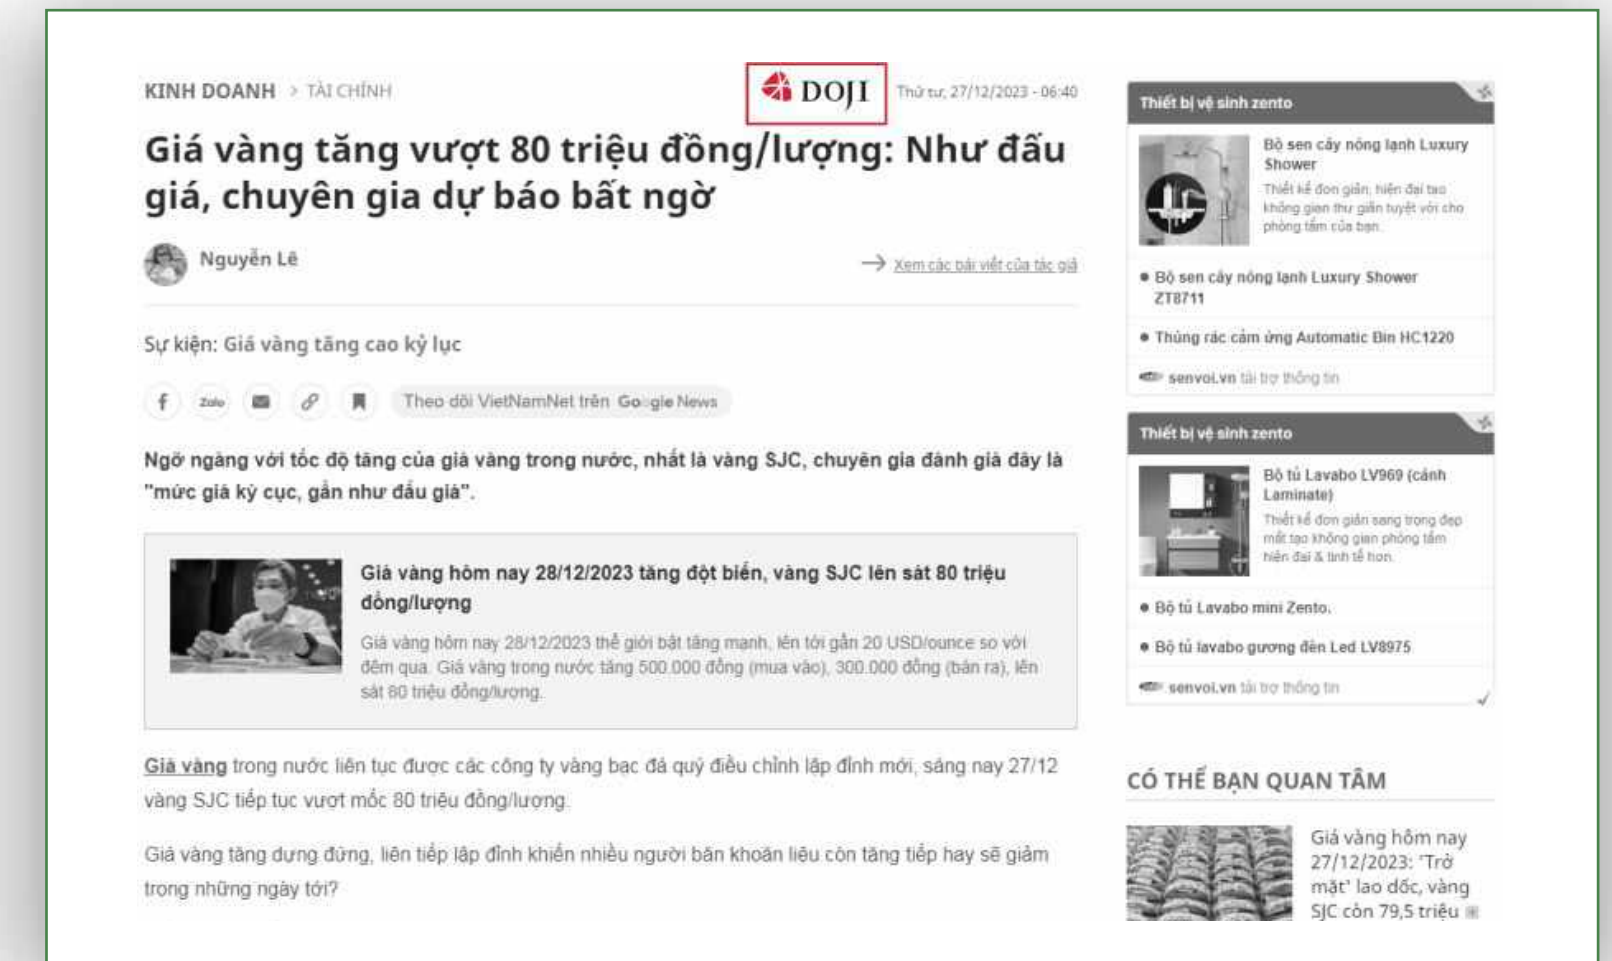 KINH DOANH > TÀI CHÍNH
DOJI
Thứ tư, 27/12/2023 - 06:40
Giá vàng tăng vượt 80 triệu đồng/lượng: Như đấu
giá, chuyên gia dự báo bất ngờ
Nguyễn Lê
Xem các bài viết của tác giả
Sự kiện: Giá vàng tăng cao kỷ lục
Zalo
Theo dõi VietNamNet trên Google News
Ngỡ ngàng với tốc độ tăng của giá vàng trong nước, nhất là vàng SJC, chuyên gia đánh giá đây là
"mức giá kỳ cục, gần như đấu giá".
Giá vàng hôm nay 28/12/2023 tăng đột biến, vàng SJC lên sát 80 triệu
đồng/lượng
Giá vàng hôm nay 28/12/2023 thế giới bật tăng mạnh, lên tới gần 20 USD/ounce so với
đêm qua. Giá vàng trong nước tăng 500.000 đồng (mua vào), 300.000 đồng (bán ra), lên
sát 80 triệu đồng/lượng.
Giá vàng trong nước liên tục được các công ty vàng bạc đá quý điều chỉnh lập đỉnh mới, sáng nay 27/12
vàng SJC tiếp tục vượt mốc 80 triệu đồng/lượng.
Giá vàng tăng dựng đứng, liên tiếp lập đỉnh khiến nhiều người băn khoăn liệu còn tăng tiếp hay sẽ giảm
trong những ngày tới?
Thiết bị vệ sinh zento
Bộ sen cây nóng lạnh Luxury
Shower
Thiết kế đơn giản, hiện đại tạo
không gian thư giãn tuyệt vời cho
phòng tắm của bạn.
Bộ sen cây nóng lạnh Luxury Shower
ZT8711
Thùng rác cảm ứng Automatic Bin HC1220
senvoi.vn tài trợ thông tin
Thiết bị vệ sinh zento
Bộ tủ Lavabo LV969 (cánh
Laminate)
Thiết kế đơn giản sang trọng đẹp
mắt tạo không gian phòng tắm
hiện đại & tinh tế hơn.
Bộ tủ Lavabo mini Zento.
Bộ tủ lavabo gương đèn Led LV8975
senvoi.vn tài trợ thông tin
CÓ THỂ BẠN QUAN TÂM
Giá vàng hôm nay
27/12/2023: 'Trở
mặt' lao dốc, vàng
SJC còn 79,5 triệu